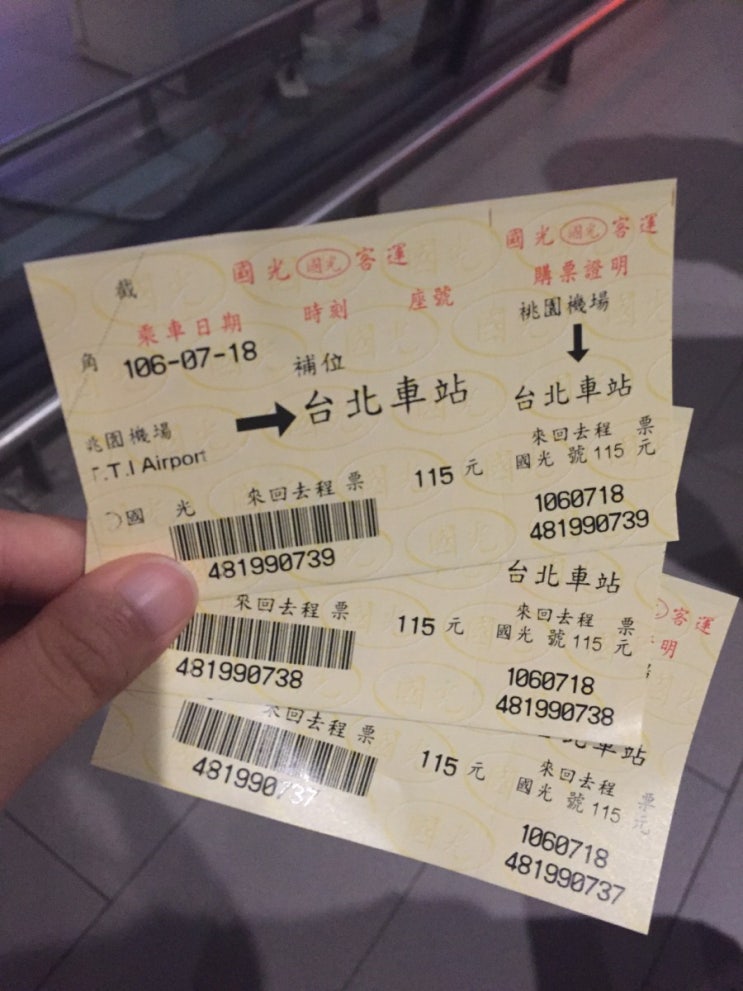 截
國光 國光 客運
國光 國光 客運
購票證明
乘車日期
時刻
座號
角
106-07-18
補位
桃園機場
桃園機場
T.T.I Airport
台北車站
台北車站
國光
來回去程 票
115 元
來回去程 票
國光 號 115 元
481990739
1060718
481990739
台北車站
來回去程 票
115 元
來回去程 票
國光 號 115 元
481990738
1060718
481990738
客運
明
北車站
來回去程 票
115 元
來回去程 票
國光 號 115 元
481990737
1060718
481990737